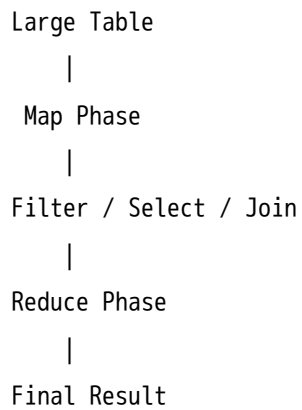 Large Table
|
Map Phase
|
Filter / Select / Join
|
Reduce Phase
|
Final Result